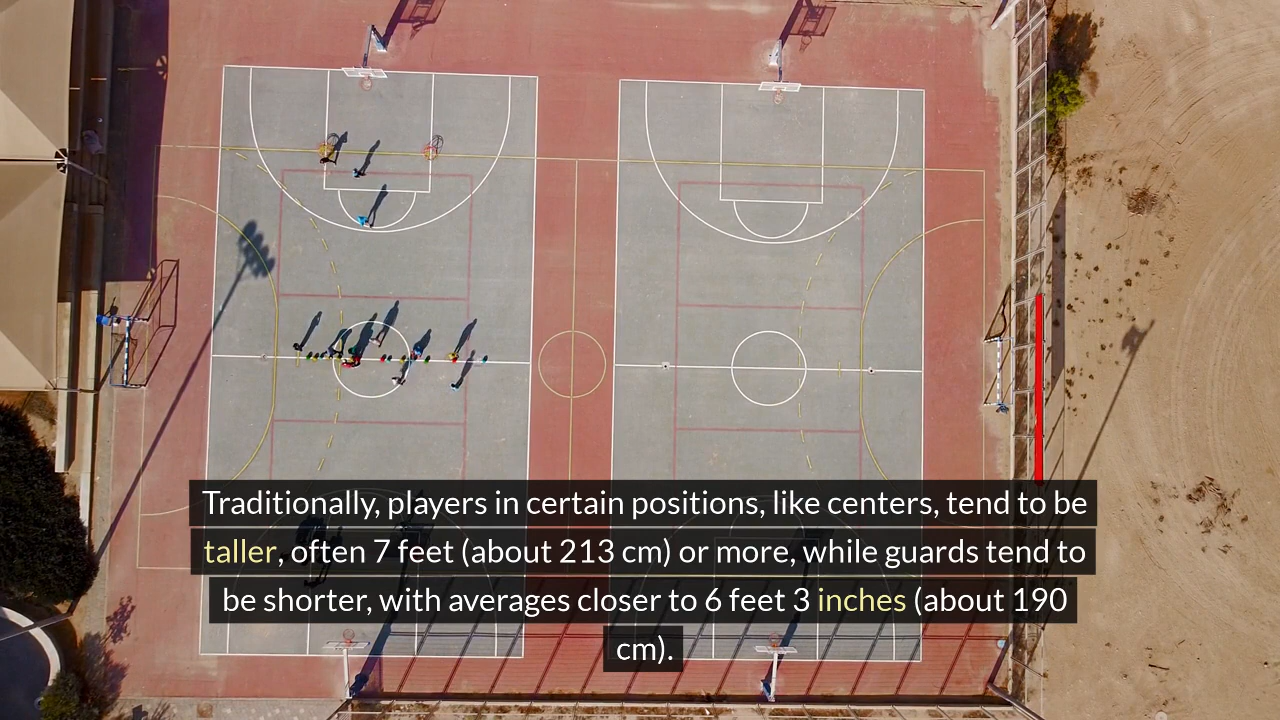 Traditionally, players in certain positions, like centers, tend to be
taller, often 7 feet (about 213 cm) or more, while guards tend to
be shorter, with averages closer to 6 feet 3 inches (about 190
cm).